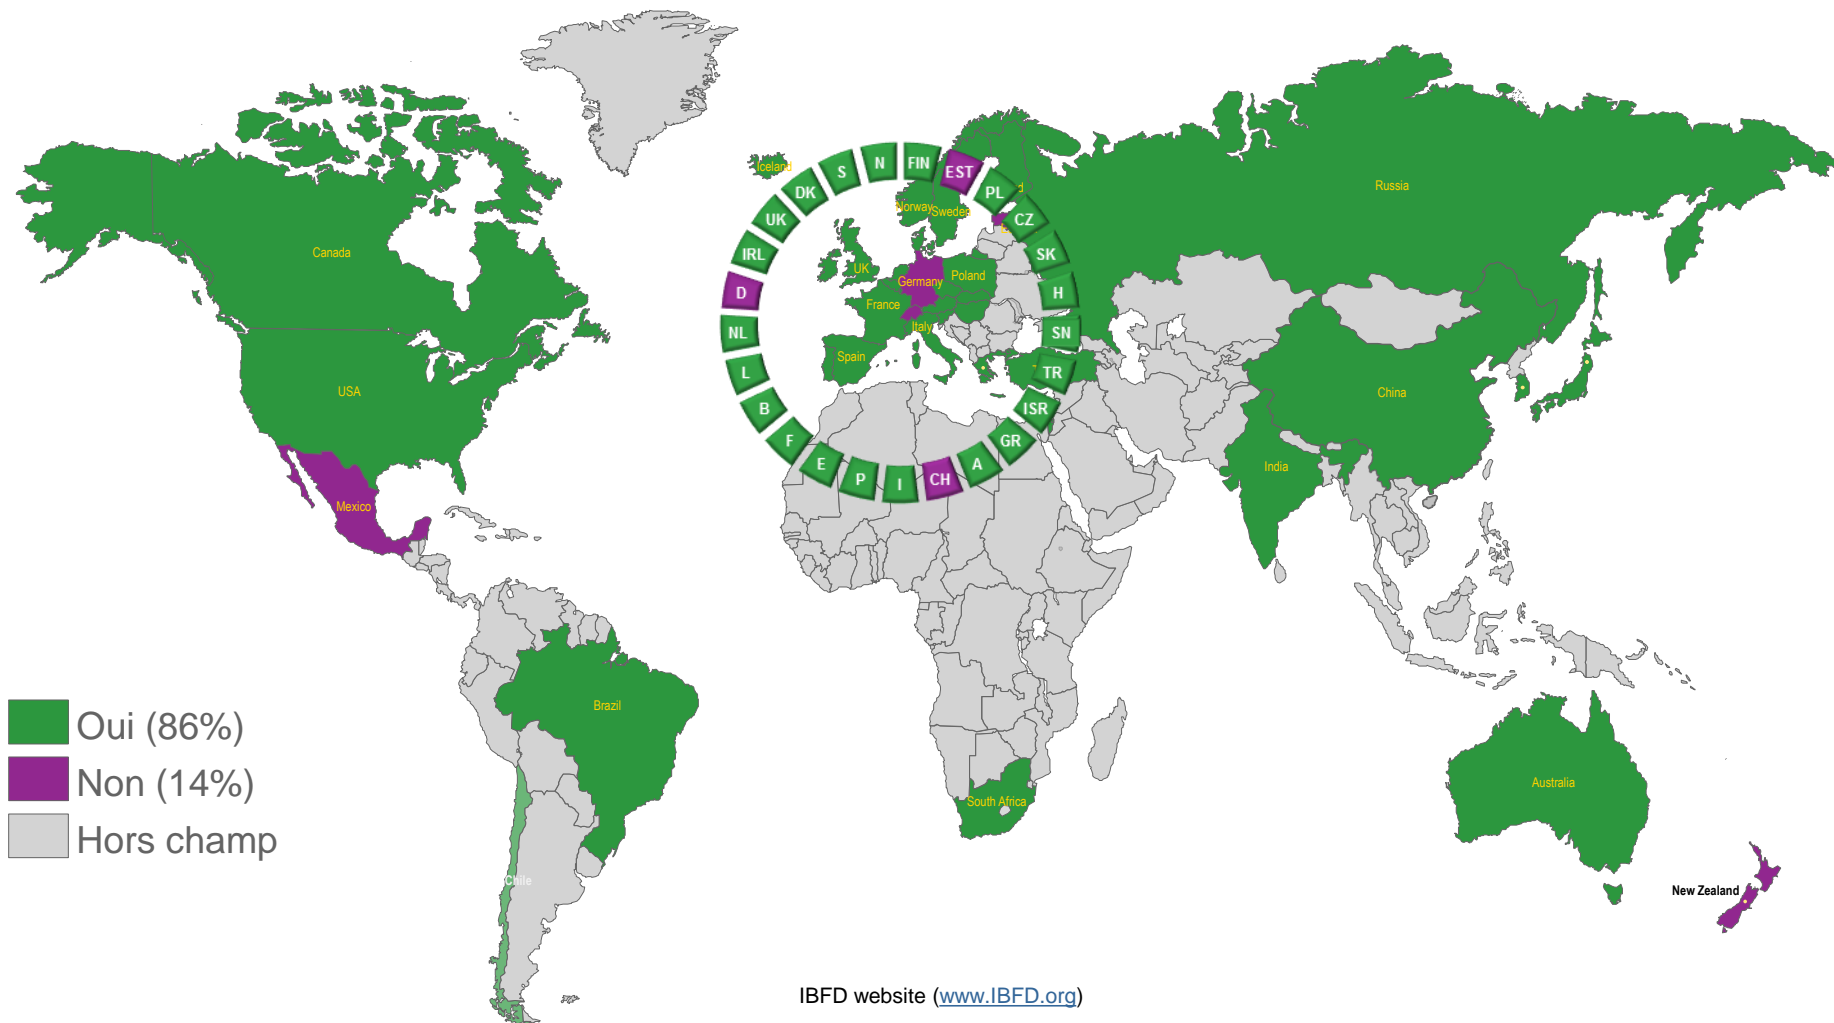 Iceland
S
N
FIN
EST
PL
d
DK
CZ
UK
SK
IRL
H
D
SN
NL
TR
L
ISR
B
GR
F
A
E
P
I
CH
Norway
Sweden
E
UK
Germany
Poland
France
Italy
Spain
Russia
Canada
USA
Mexico
China
India
Brazil
Chile
South Africa
Australia
New Zealand
Oui (86%)
Non (14%)
Hors champ
IBFD website (www.IBFD.org)